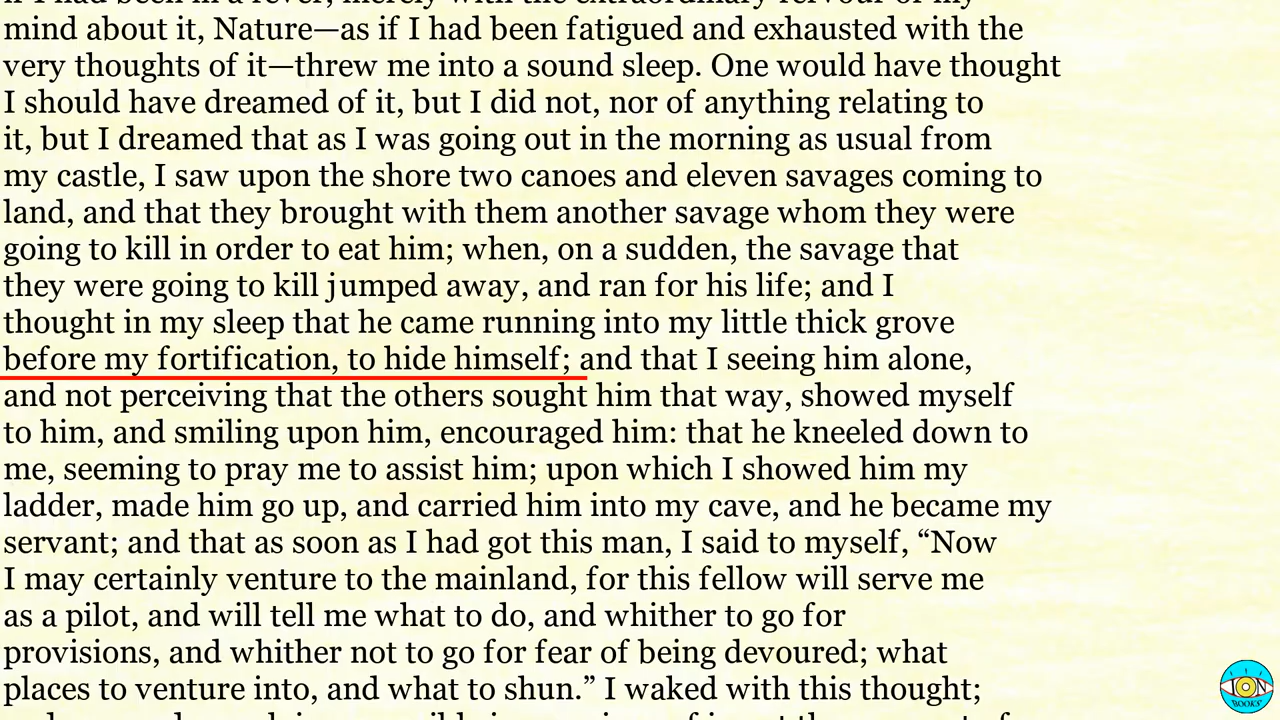 mind about it, Nature—as if I had been fatigued and exhausted with the
very thoughts of it—threw me into a sound sleep. One would have thought
I should have dreamed of it, but I did not, nor of anything relating to
it, but I dreamed that as I was going out in the morning as usual from
my castle, I saw upon the shore two canoes and eleven savages coming to
land, and that they brought with them another savage whom they were
going to kill in order to eat him; when, on a sudden, the savage that
they were going to kill jumped away, and ran for his life; and I
thought in my sleep that he came running into my little thick grove
before my fortification, to hide himself; and that I seeing him alone,
and not perceiving that the others sought him that way, showed myself
to him, and smiling upon him, encouraged him: that he kneeled down to
me, seeming to pray me to assist him; upon which I showed him my
ladder, made him go up, and carried him into my cave, and he became my
servant; and that as soon as I had got this man, I said to myself, “Now
I may certainly venture to the mainland, for this fellow will serve me
as a pilot, and will tell me what to do, and whither to go for
provisions, and whither not to go for fear of being devoured; what
places to venture into, and what to shun.” I waked with this thought;
ION
BOOKS